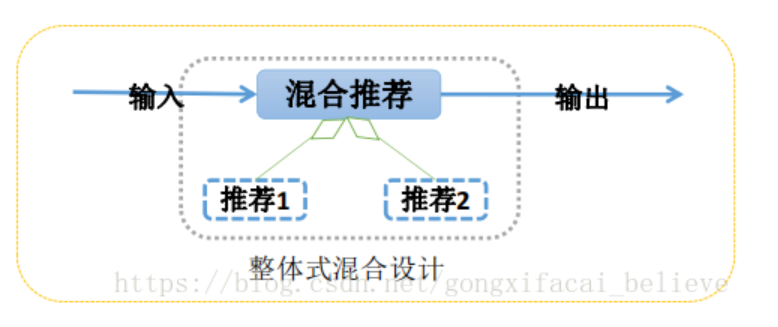 输入 混合推荐 输出
推荐1 推荐2
整体式混合设计
https://blog.csdn.net/gongxifacai_believe